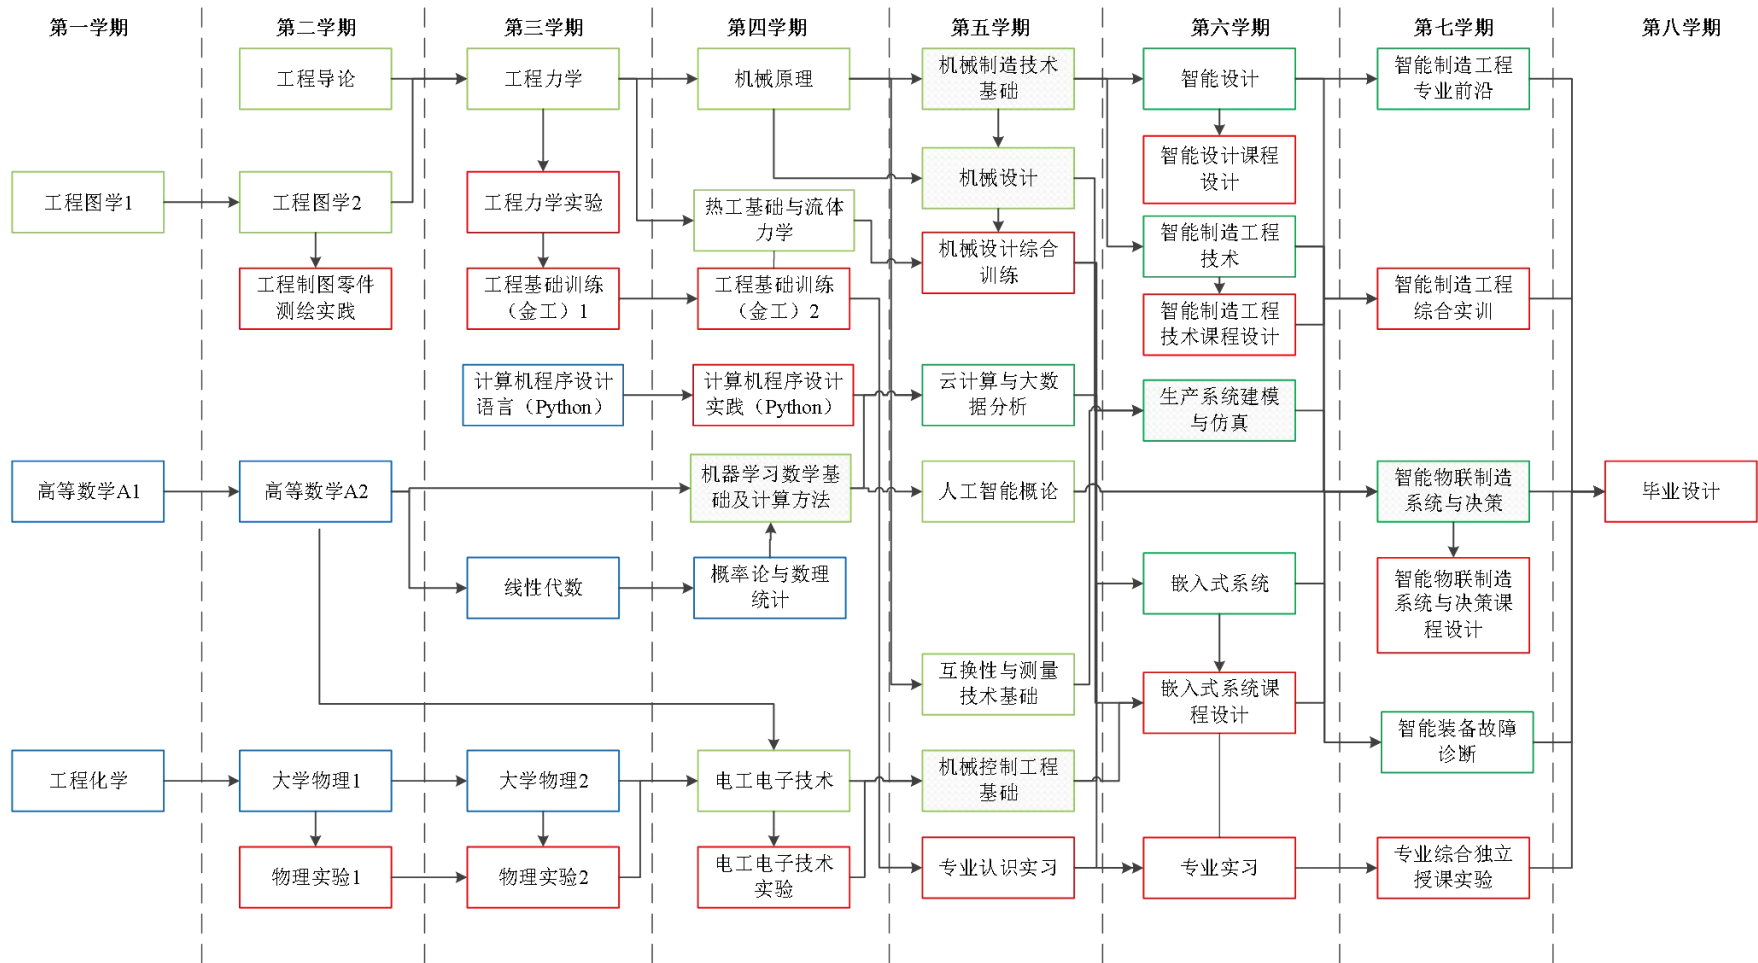 第一学期
第二学期
第三学期
第四学期
第五学期
第六学期
第七学期
第八学期
工程图学1
高等数学A1
工程化学
工程导论
工程图学2
工程制图零件
测绘实践
高等数学A2
大学物理1
物理实验1
工程力学
工程力学实验
工程基础训练
（金工）1
计算机程序设计
语言（Python）
线性代数
大学物理2
物理实验2
机械原理
热工基础与流体
力学
工程基础训练
（金工）2
计算机程序设计
实践（Python）
机器学习数学基
础及计算方法
概率论与数理
统计
电工电子技术
电工电子技术
实验
机械制造技术
基础
机械设计
机械设计综合
训练
云计算与大数
据分析
人工智能概论
互换性与测量
技术基础
机械控制工程
基础
专业认识实习
智能设计
智能设计课程
设计
智能制造工程
技术
智能制造工程
技术课程设计
生产系统建模
与仿真
嵌入式系统
嵌入式系统课
程设计
专业实习
智能制造工程
专业前沿
智能制造工程
综合实训
智能物联制造
系统与决策
智能物联制造
系统与决策课
程设计
智能装备故障
诊断
专业综合独立
授课实验
毕业设计